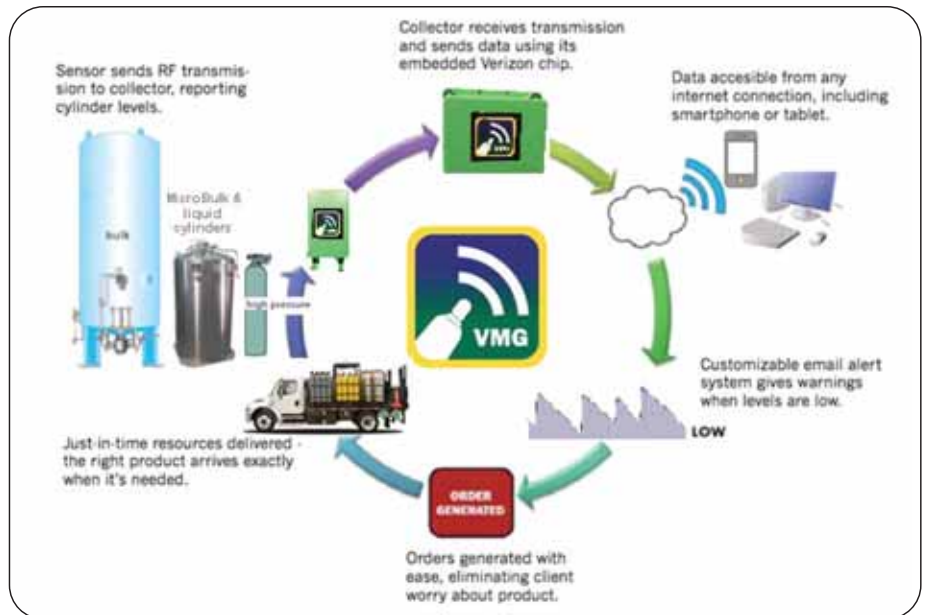 Collector receives transmission
and sends data using its
embedded Verizon chip.
Sensor sends RF transmis-
sion to collector, reporting
cylinder levels.
Data accesible from any
internet connection, including
smartphone or tablet.
MicroBulk &
liquid
cylinders
bulk
high pressure
VMG
VMG
Customizable email alert
system gives warnings
when levels are low.
LOW
Just-in-time resources delivered -
the right product arrives exactly
when it's needed.
ORDER
GENERATED
Orders generated with
ease, eliminating client
worry about product.